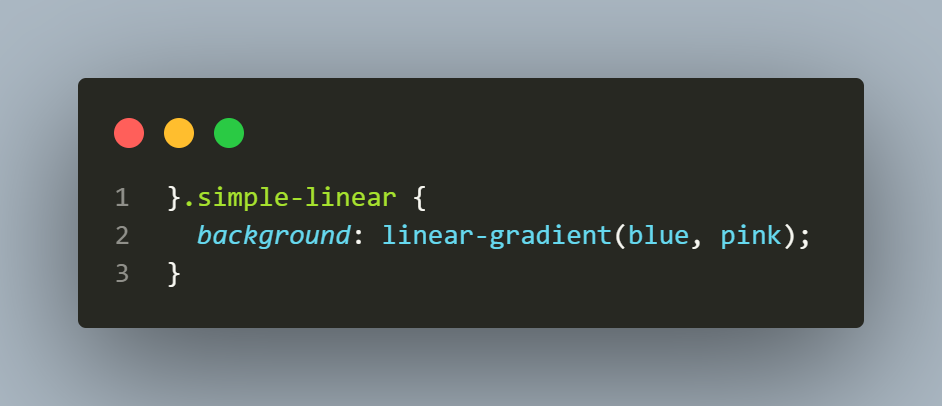 1 }.simple-linear {
2   background: linear-gradient(blue, pink);
3 }